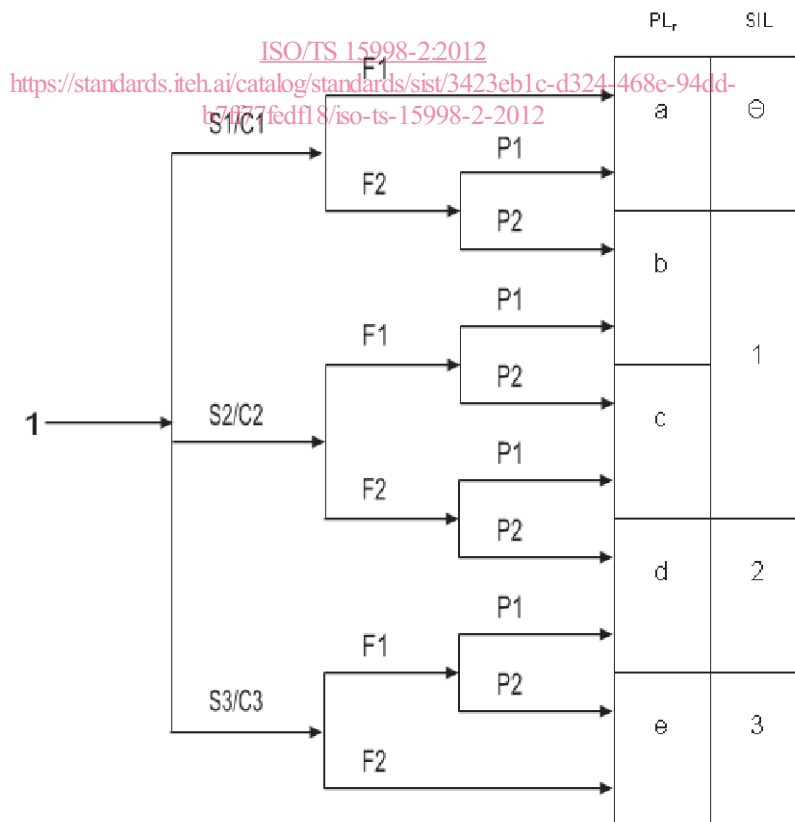 PLr SIL
ISO/TS 15998-2:2012
F1
https://standards.iteh.ai/catalog/standards/sist/3423eb1c-d324-468e-94dd-
b7ff77fedf18/iso-ts-15998-2-2012
a Θ
S1/C1
P1
F2
P2
b
P1
F1
1
P2
S2/C2
c
1
P1
F2
P2
d 2
P1
F1
P2
S3/C3
e 3
F2